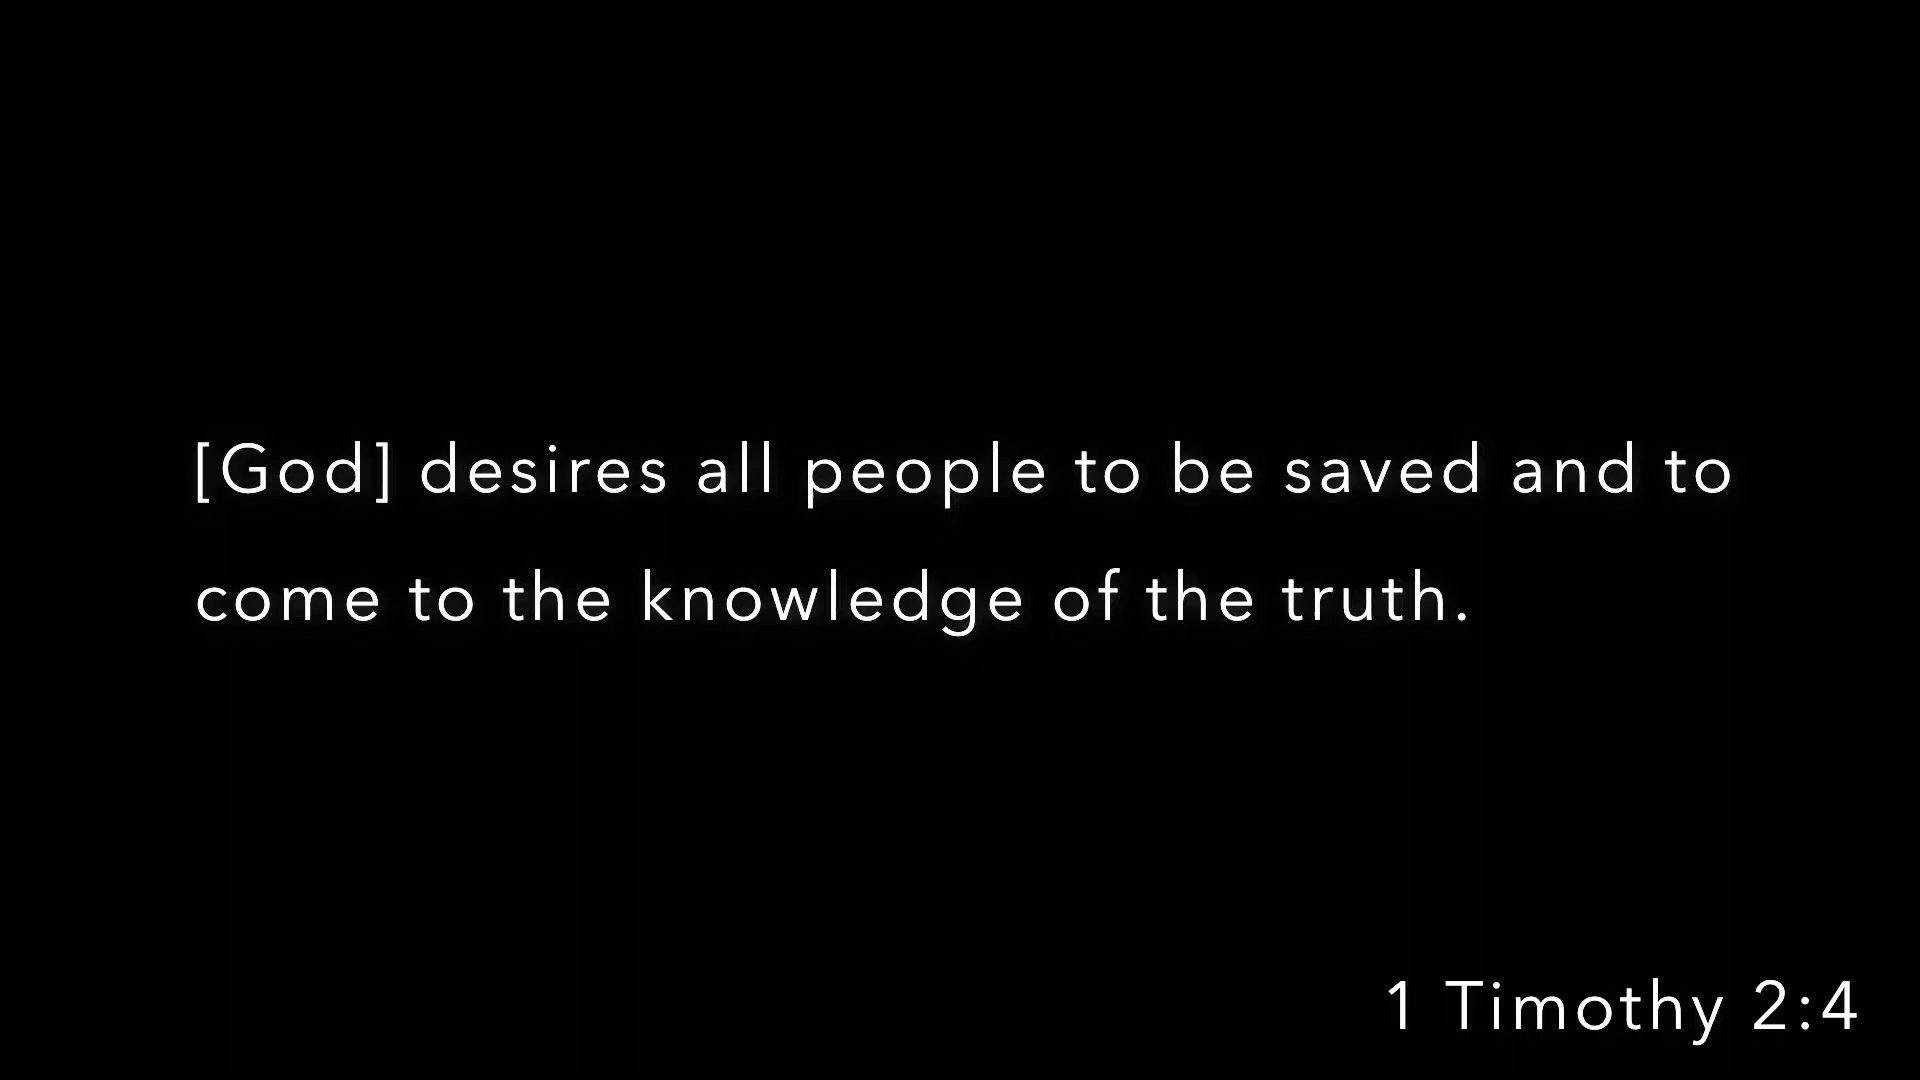 [God] desires all people to be saved and to
come to the knowledge of the truth.
1 Timothy 2:4